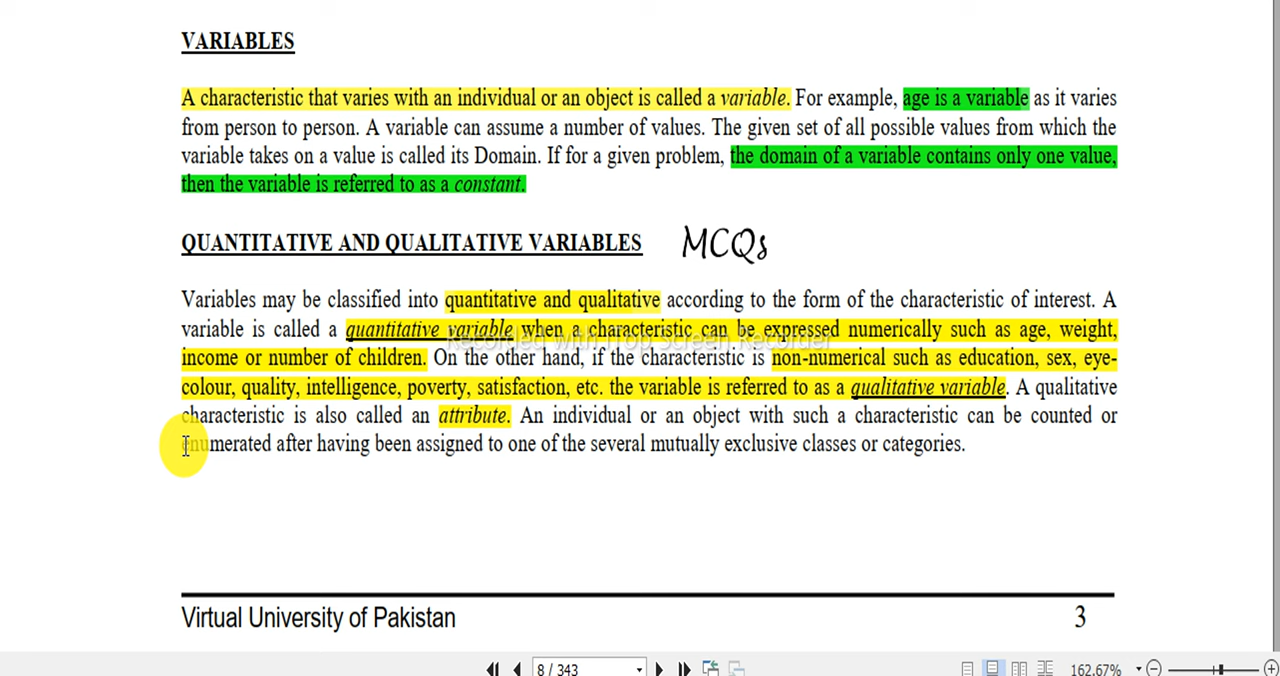 VARIABLES
A characteristic that varies with an individual or an object is called a variable. For example, age is a variable as it varies
from person to person. A variable can assume a number of values. The given set of all possible values from which the
variable takes on a value is called its Domain. If for a given problem, the domain of a variable contains only one value,
then the variable is referred to as a constant.
QUANTITATIVE AND QUALITATIVE VARIABLES MCQs
Variables may be classified into quantitative and qualitative according to the form of the characteristic of interest. A
variable is called a quantitative variable when a characteristic can be expressed numerically such as age, weight,
Recorded with iTop Screen Recorder
income or number of children. On the other hand, if the characteristic is non-numerical such as education, sex, eye-
colour, quality, intelligence, poverty, satisfaction, etc. the variable is referred to as a qualitative variable. A qualitative
characteristic is also called an attribute. An individual or an object with such a characteristic can be counted or
enumerated after having been assigned to one of the several mutually exclusive classes or categories.
Virtual University of Pakistan 3
8 / 343 162.67%